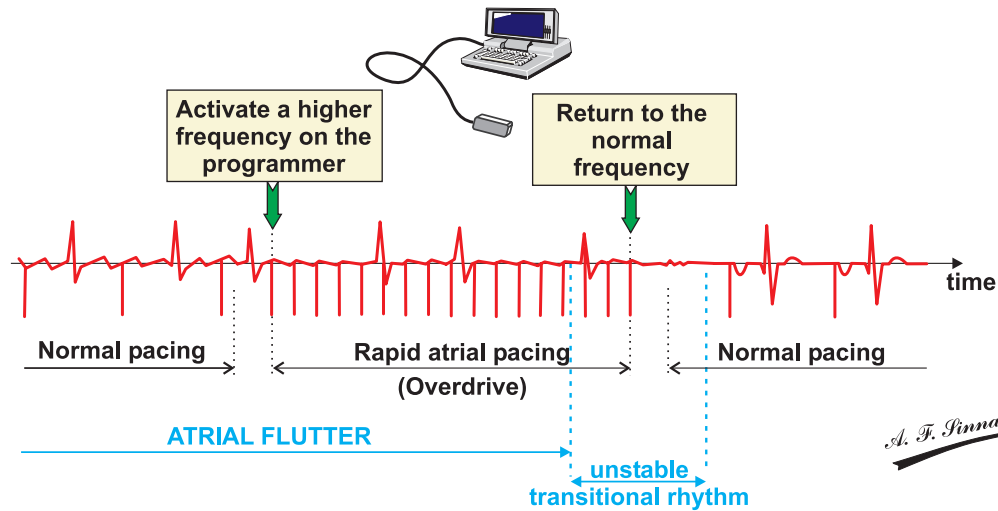 Activate a higher
frequency on the
programmer
Return to the
normal
frequency
time
Normal pacing
Rapid atrial pacing
(Overdrive)
Normal pacing
ATRIAL FLUTTER
unstable
transitional rhythm
A. F. Sinna